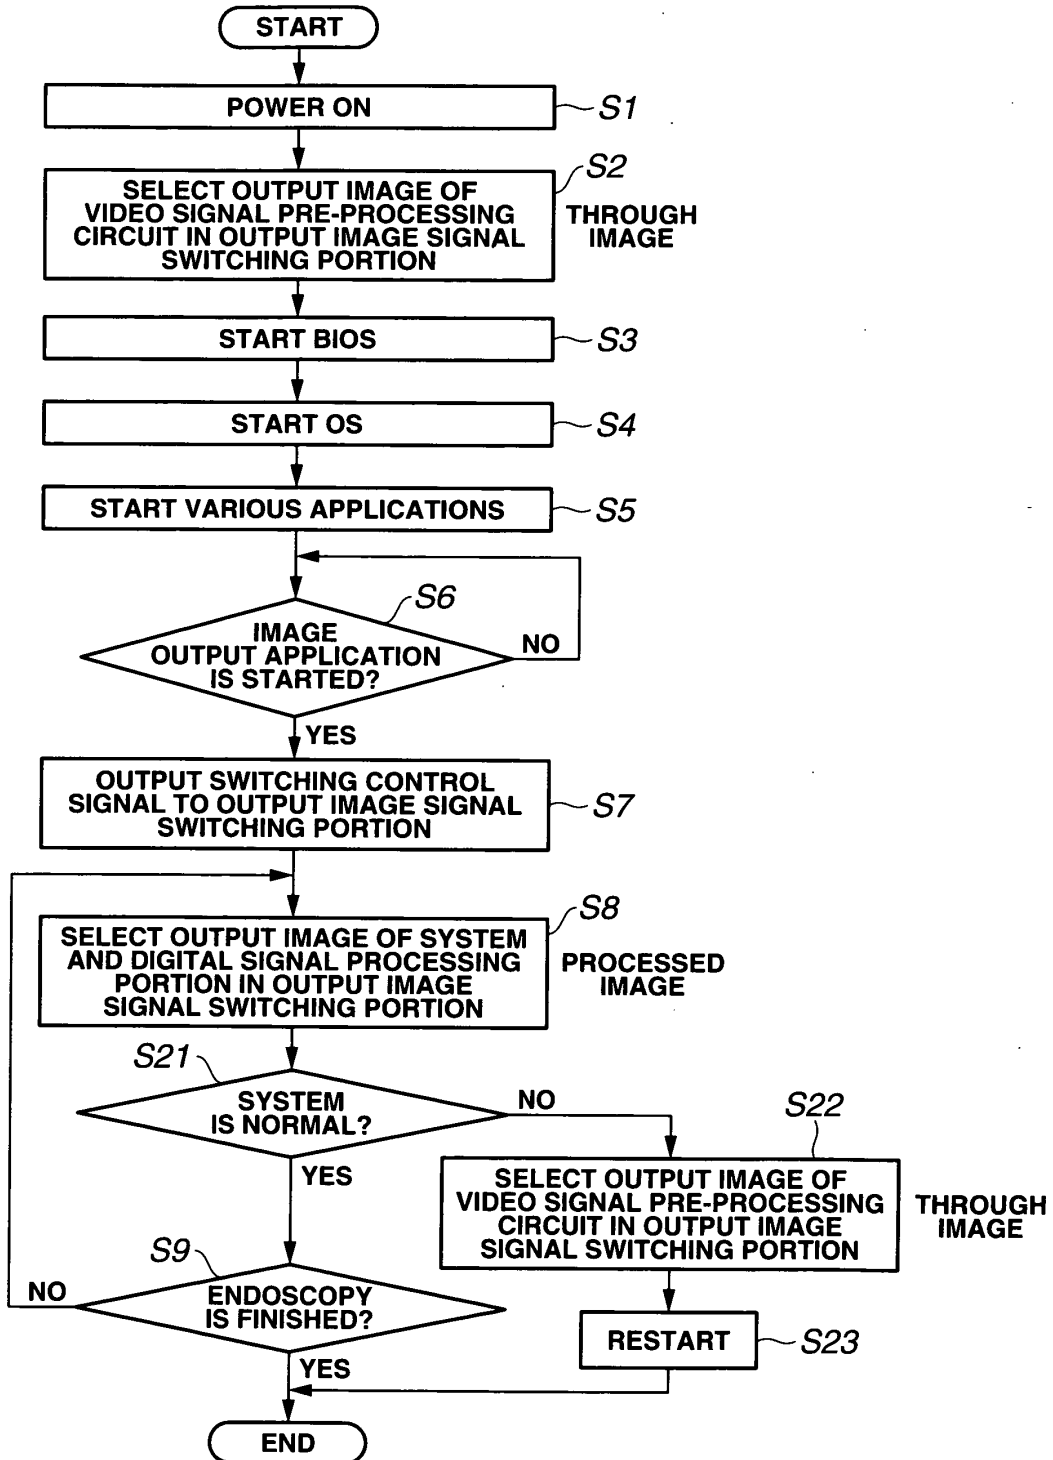 START
POWER ON
S1
S2
SELECT OUTPUT IMAGE OF
VIDEO SIGNAL PRE-PROCESSING
CIRCUIT IN OUTPUT IMAGE SIGNAL
SWITCHING PORTION
THROUGH
IMAGE
START BIOS
S3
START OS
S4
START VARIOUS APPLICATIONS
S5
S6
IMAGE
OUTPUT APPLICATION
IS STARTED?
NO
YES
OUTPUT SWITCHING CONTROL
SIGNAL TO OUTPUT IMAGE SIGNAL
SWITCHING PORTION
S7
S8
SELECT OUTPUT IMAGE OF SYSTEM
AND DIGITAL SIGNAL PROCESSING
PORTION IN OUTPUT IMAGE
SIGNAL SWITCHING PORTION
PROCESSED
IMAGE
S21
SYSTEM
IS NORMAL?
NO
YES
S22
SELECT OUTPUT IMAGE OF
VIDEO SIGNAL PRE-PROCESSING
CIRCUIT IN OUTPUT IMAGE
SIGNAL SWITCHING PORTION
THROUGH
IMAGE
S9
ENDOSCOPY
IS FINISHED?
NO
YES
RESTART
S23
END